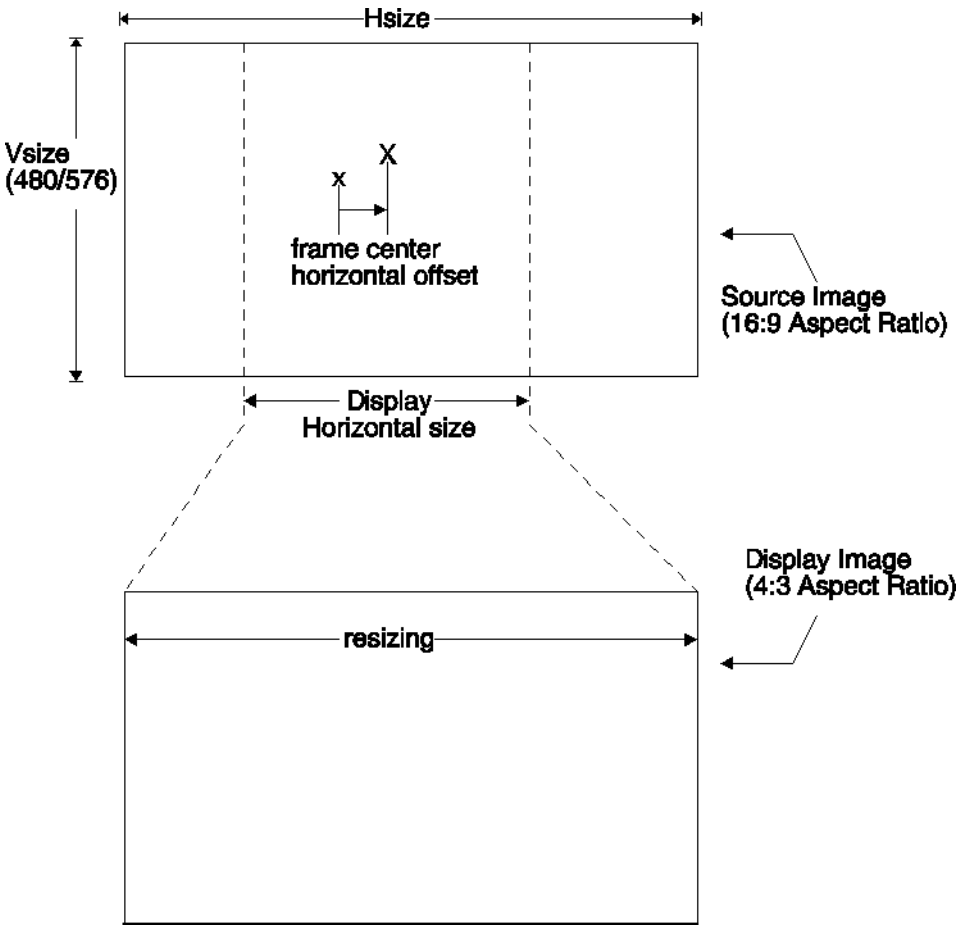 Hsize
Vsize
(480/576)
X
x
frame center
horizontal offset
Source Image
(16:9 Aspect Ratio)
Display
Horizontal size
Display Image
(4:3 Aspect Ratio)
resizing